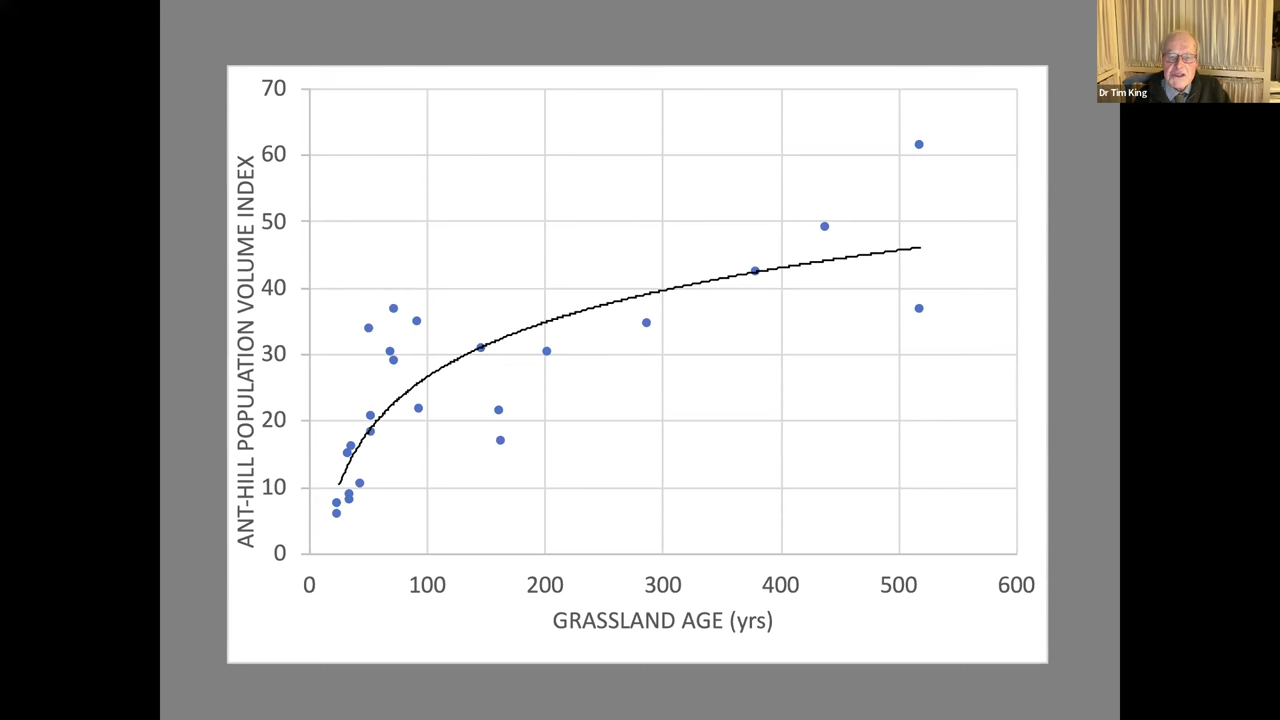 Dr Tim King
ANT-HILL POPULATION VOLUME INDEX
70
60
50
40
30
20
10
0
0 100 200 300 400 500 600
GRASSLAND AGE (yrs)